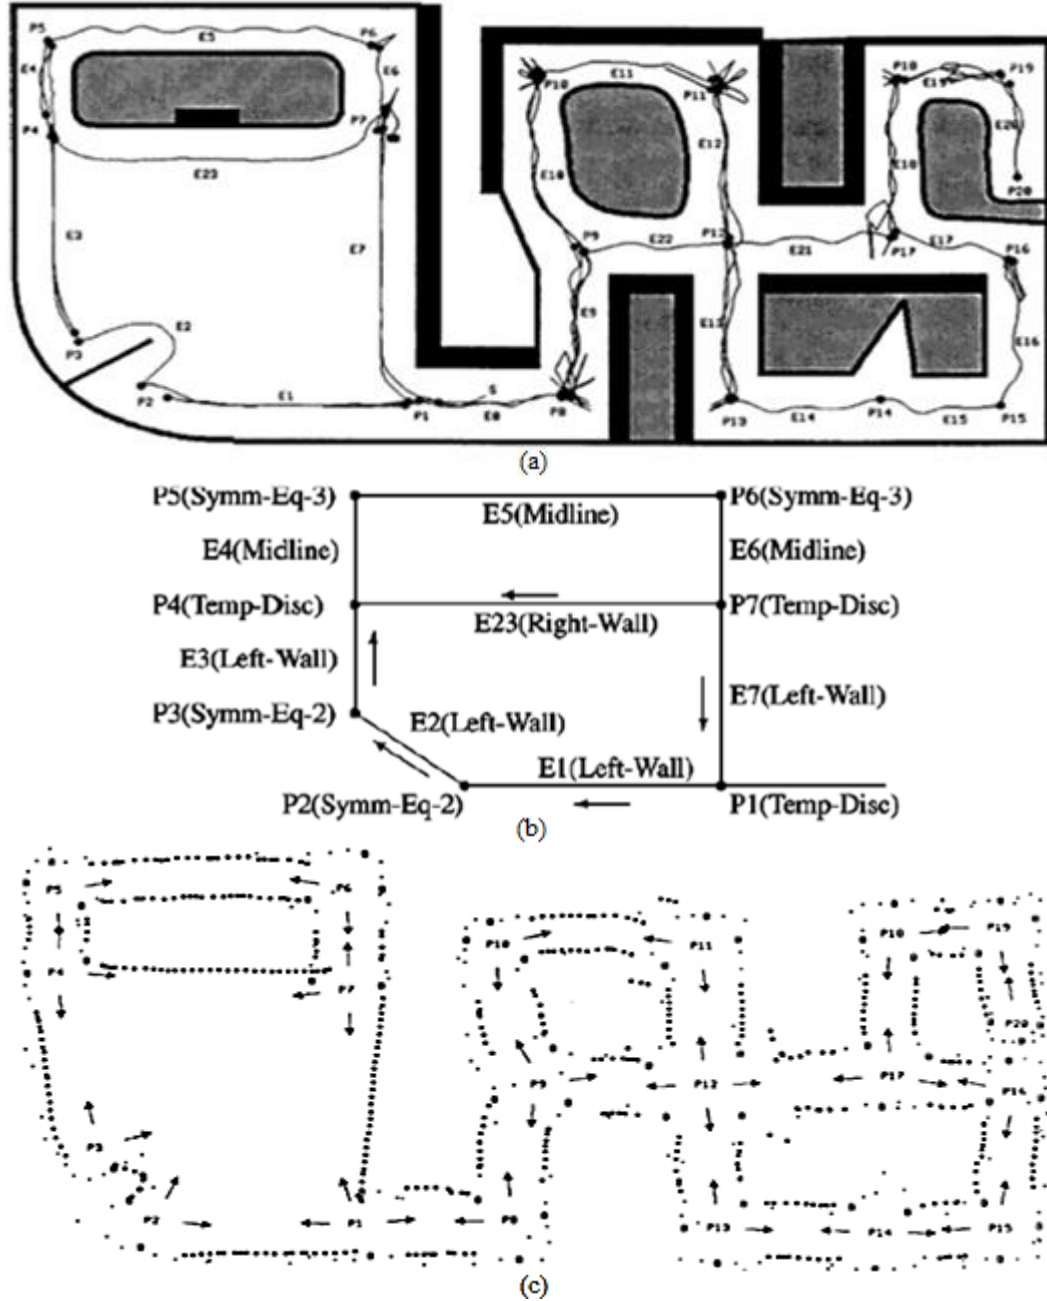 P5 E5 P6
E4 E6
P4 P7
E23
E3 E7
E2
P3
P2 E1 P1 S
E8 P8
P10 E11 P11
E12
E10
P9 E22 P12 E21 P17 E17 P16
E9
E13
P13 E14 P14 E15 P15
E16
P18 E19 P19
E18 E20
P20
(a)
P5(Symm-Eq-3) P6(Symm-Eq-3)
E5(Midline)
E4(Midline) E6(Midline)
P4(Temp-Disc) P7(Temp-Disc)
E23(Right-Wall)
E3(Left-Wall)
E7(Left-Wall)
P3(Symm-Eq-2)
E2(Left-Wall)
E1(Left-Wall)
P2(Symm-Eq-2) P1(Temp-Disc)
(b)
P5 P6
P4 P7
P3
P2 P1 P8
P10 P11
P9 P12 P17 P16
P13 P14 P15
P18 P19
P20
(c)